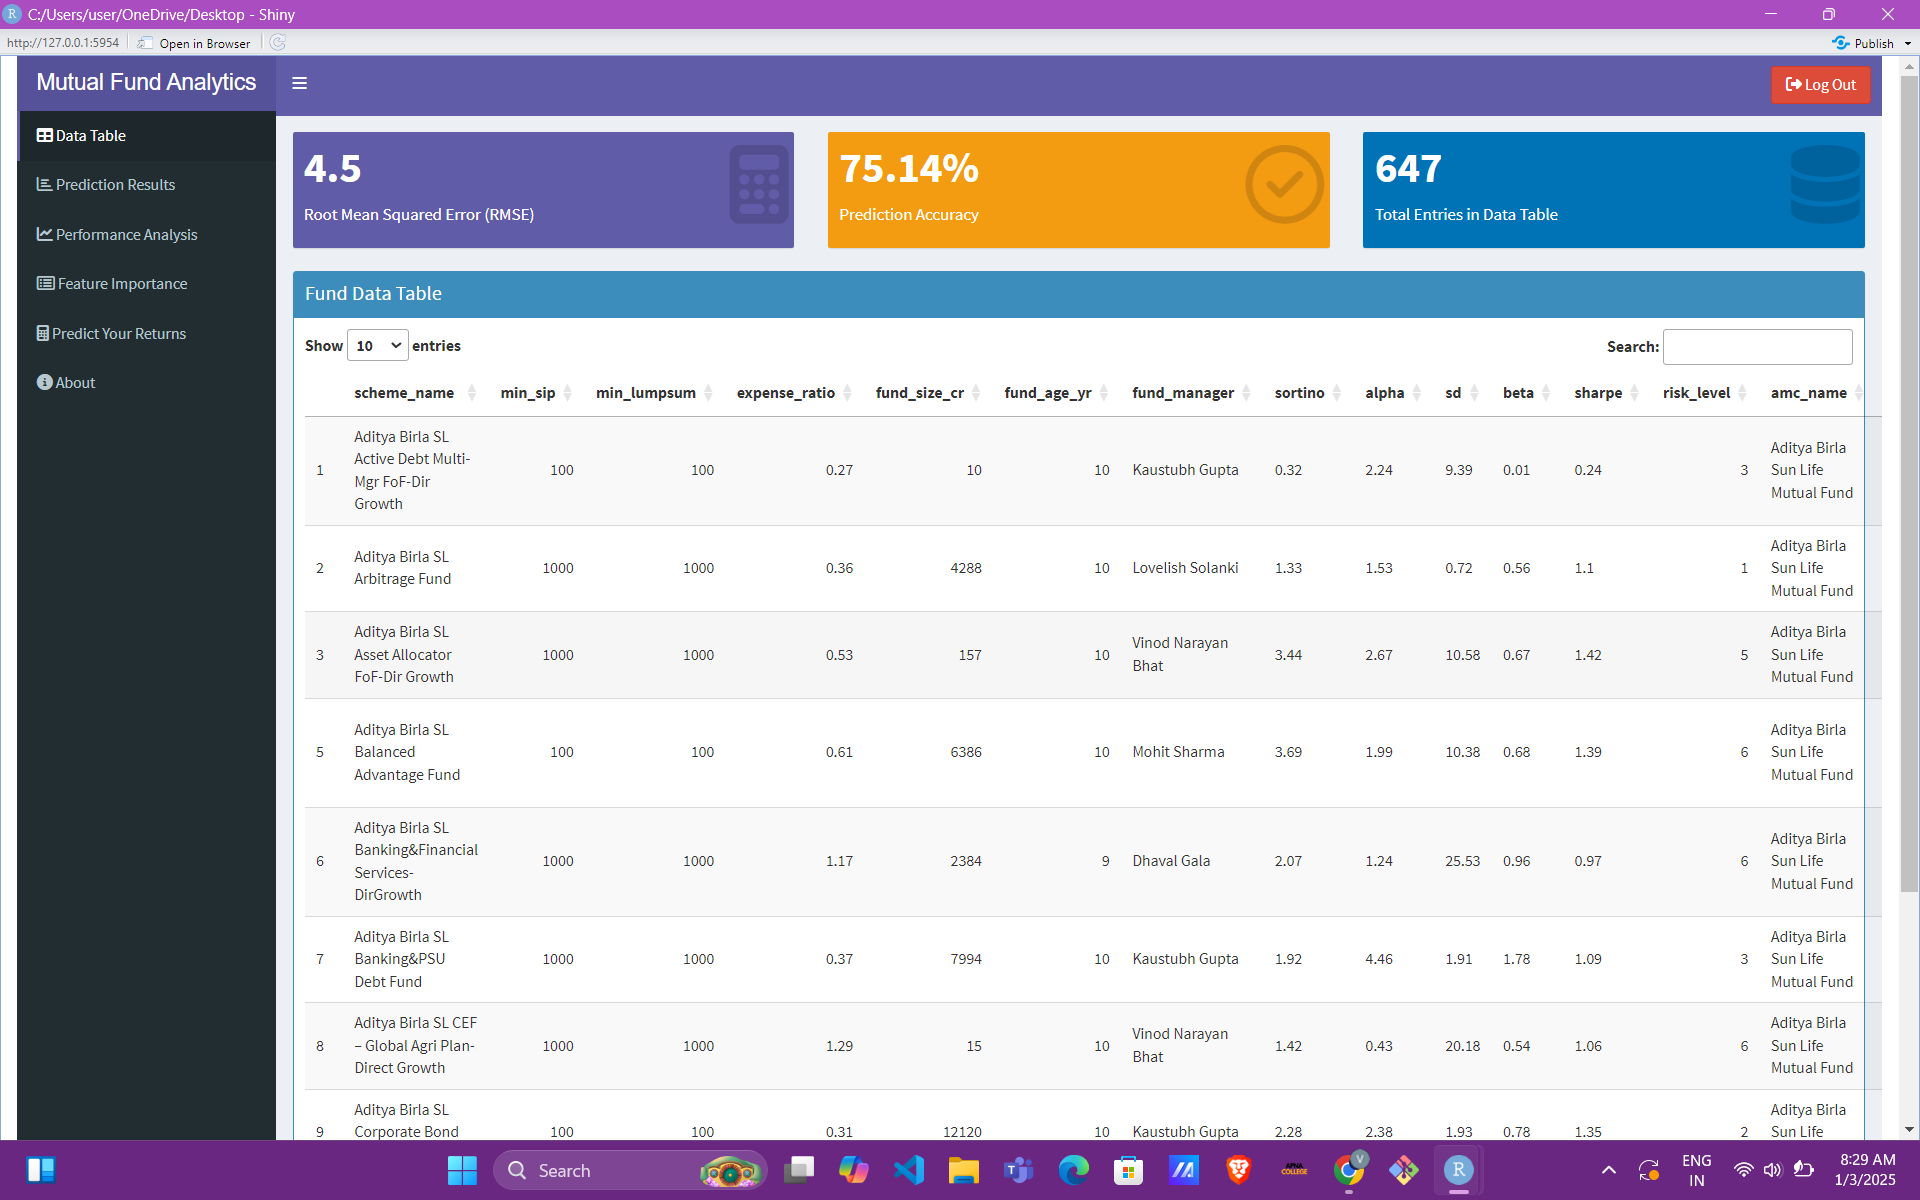 C:/Users/user/OneDrive/Desktop - Shiny
http://127.0.0.1:5954 Open in Browser Publish
Mutual Fund Analytics
Log Out
Data Table
Prediction Results
Performance Analysis
Feature Importance
Predict Your Returns
About
4.5
Root Mean Squared Error (RMSE)
75.14%
Prediction Accuracy
647
Total Entries in Data Table
Fund Data Table
Show 10 entries
Search:
scheme_name min_sip min_lumpsum expense_ratio fund_size_cr fund_age_yr fund_manager sortino alpha sd beta sharpe risk_level amc_name
Aditya Birla SL
Active Debt Multi-
Mgr FoF-Dir
Growth
1 100 100 0.27 10 10 Kaustubh Gupta 0.32 2.24 9.39 0.01 0.24 3
Aditya Birla
Sun Life
Mutual Fund
Aditya Birla SL
Arbitrage Fund
2 1000 1000 0.36 4288 10 Lovelish Solanki 1.33 1.53 0.72 0.56 1.1 1
Aditya Birla
Sun Life
Mutual Fund
Aditya Birla SL
Asset Allocator
FoF-Dir Growth
3 1000 1000 0.53 157 10
Vinod Narayan
Bhat
3.44 2.67 10.58 0.67 1.42 5
Aditya Birla
Sun Life
Mutual Fund
Aditya Birla SL
Balanced
Advantage Fund
5 100 100 0.61 6386 10 Mohit Sharma 3.69 1.99 10.38 0.68 1.39 6
Aditya Birla
Sun Life
Mutual Fund
Aditya Birla SL
Banking&Financial
Services-
DirGrowth
6 1000 1000 1.17 2384 9 Dhaval Gala 2.07 1.24 25.53 0.96 0.97 6
Aditya Birla
Sun Life
Mutual Fund
Aditya Birla SL
Banking&PSU
Debt Fund
7 1000 1000 0.37 7994 10 Kaustubh Gupta 1.92 4.46 1.91 1.78 1.09 3
Aditya Birla
Sun Life
Mutual Fund
Aditya Birla SL CEF
– Global Agri Plan-
Direct Growth
8 1000 1000 1.29 15 10
Vinod Narayan
Bhat
1.42 0.43 20.18 0.54 1.06 6
Aditya Birla
Sun Life
Mutual Fund
Aditya Birla SL
Corporate Bond
9 100 100 0.31 12120 10 Kaustubh Gupta 2.28 2.38 1.93 0.78 1.35 2
Aditya Birla
Sun Life
Search
APNA
COLLEGE
V
R
ENG
IN
8:29 AM
1/3/2025